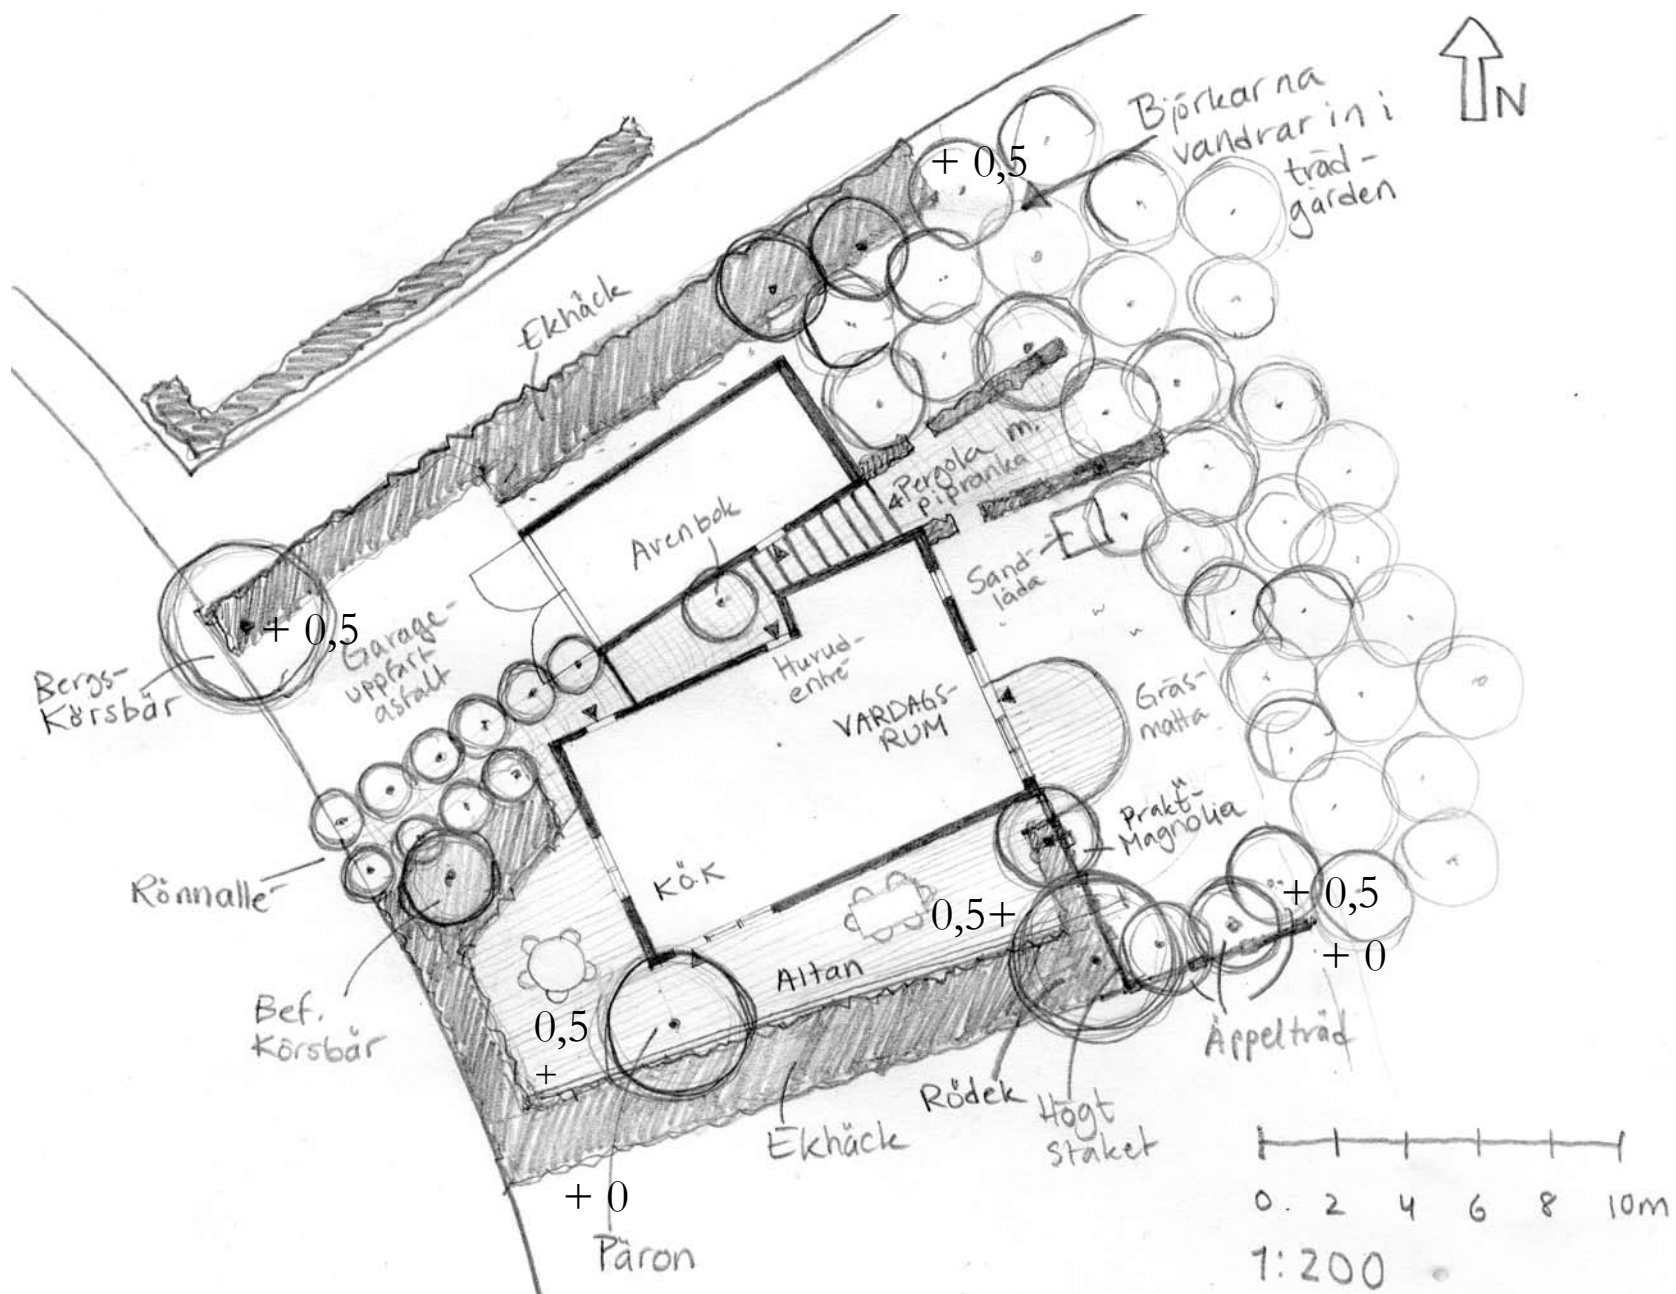 N
Björkarna
vandrar in i
träd-
gården
+ 0,5
Ekhäck
Pergola m.
pipranka
Avenbok
Sand-
låda
+ 0,5
Garage-
uppfart
asfalt
Bergs-
Körsbär
Huvud-
entré
VARDAGS-
RUM
Gräs-
matta
Prakt-
Magnolia
KÖK
Rönnallé
+ 0,5
0,5+
+ 0
Altan
Bef.
Körsbär
0,5
+
Äppelträd
Rödek
Högt
staket
Ekhäck
+ 0
Päron
0. 2 4 6 8 10m
1:200